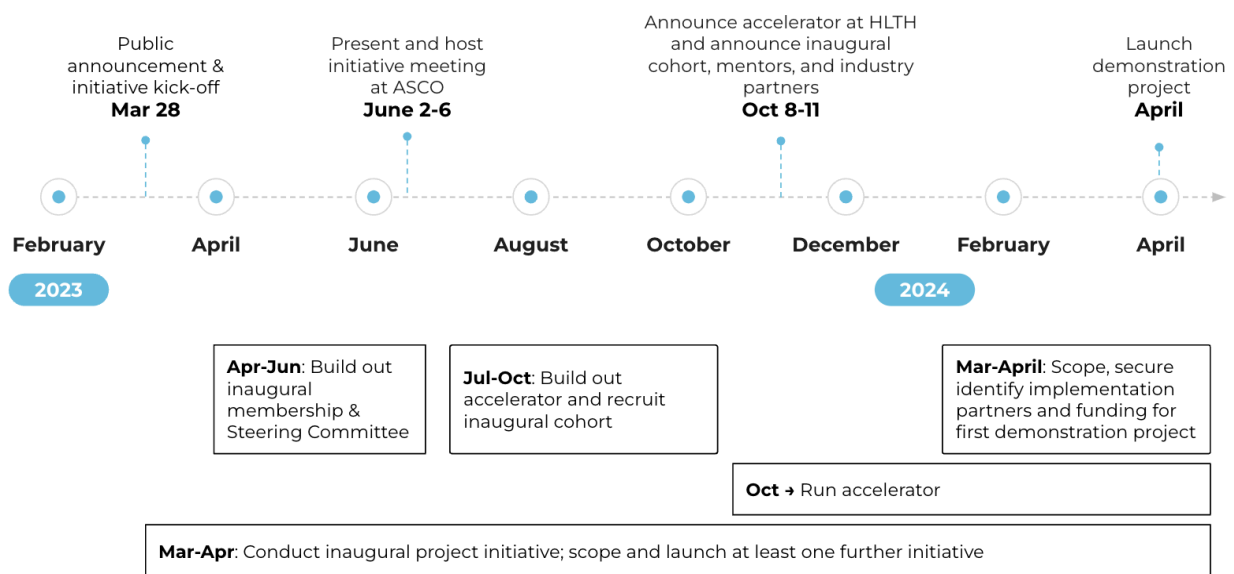 Public
announcement &
initiative kick-off
Mar 28
Present and host
initiative meeting
at ASCO
June 2-6
Announce accelerator at HLTH
and announce inaugural
cohort, mentors, and industry
partners
Oct 8-11
Launch
demonstration
project
April
February
April
June
August
October
December
February
April
2023
2024
Apr-Jun: Build out
inaugural
membership &
Steering Committee
Jul-Oct: Build out
accelerator and recruit
inaugural cohort
Mar-April: Scope, secure
identify implementation
partners and funding for
first demonstration project
Oct → Run accelerator
Mar-Apr: Conduct inaugural project initiative; scope and launch at least one further initiative